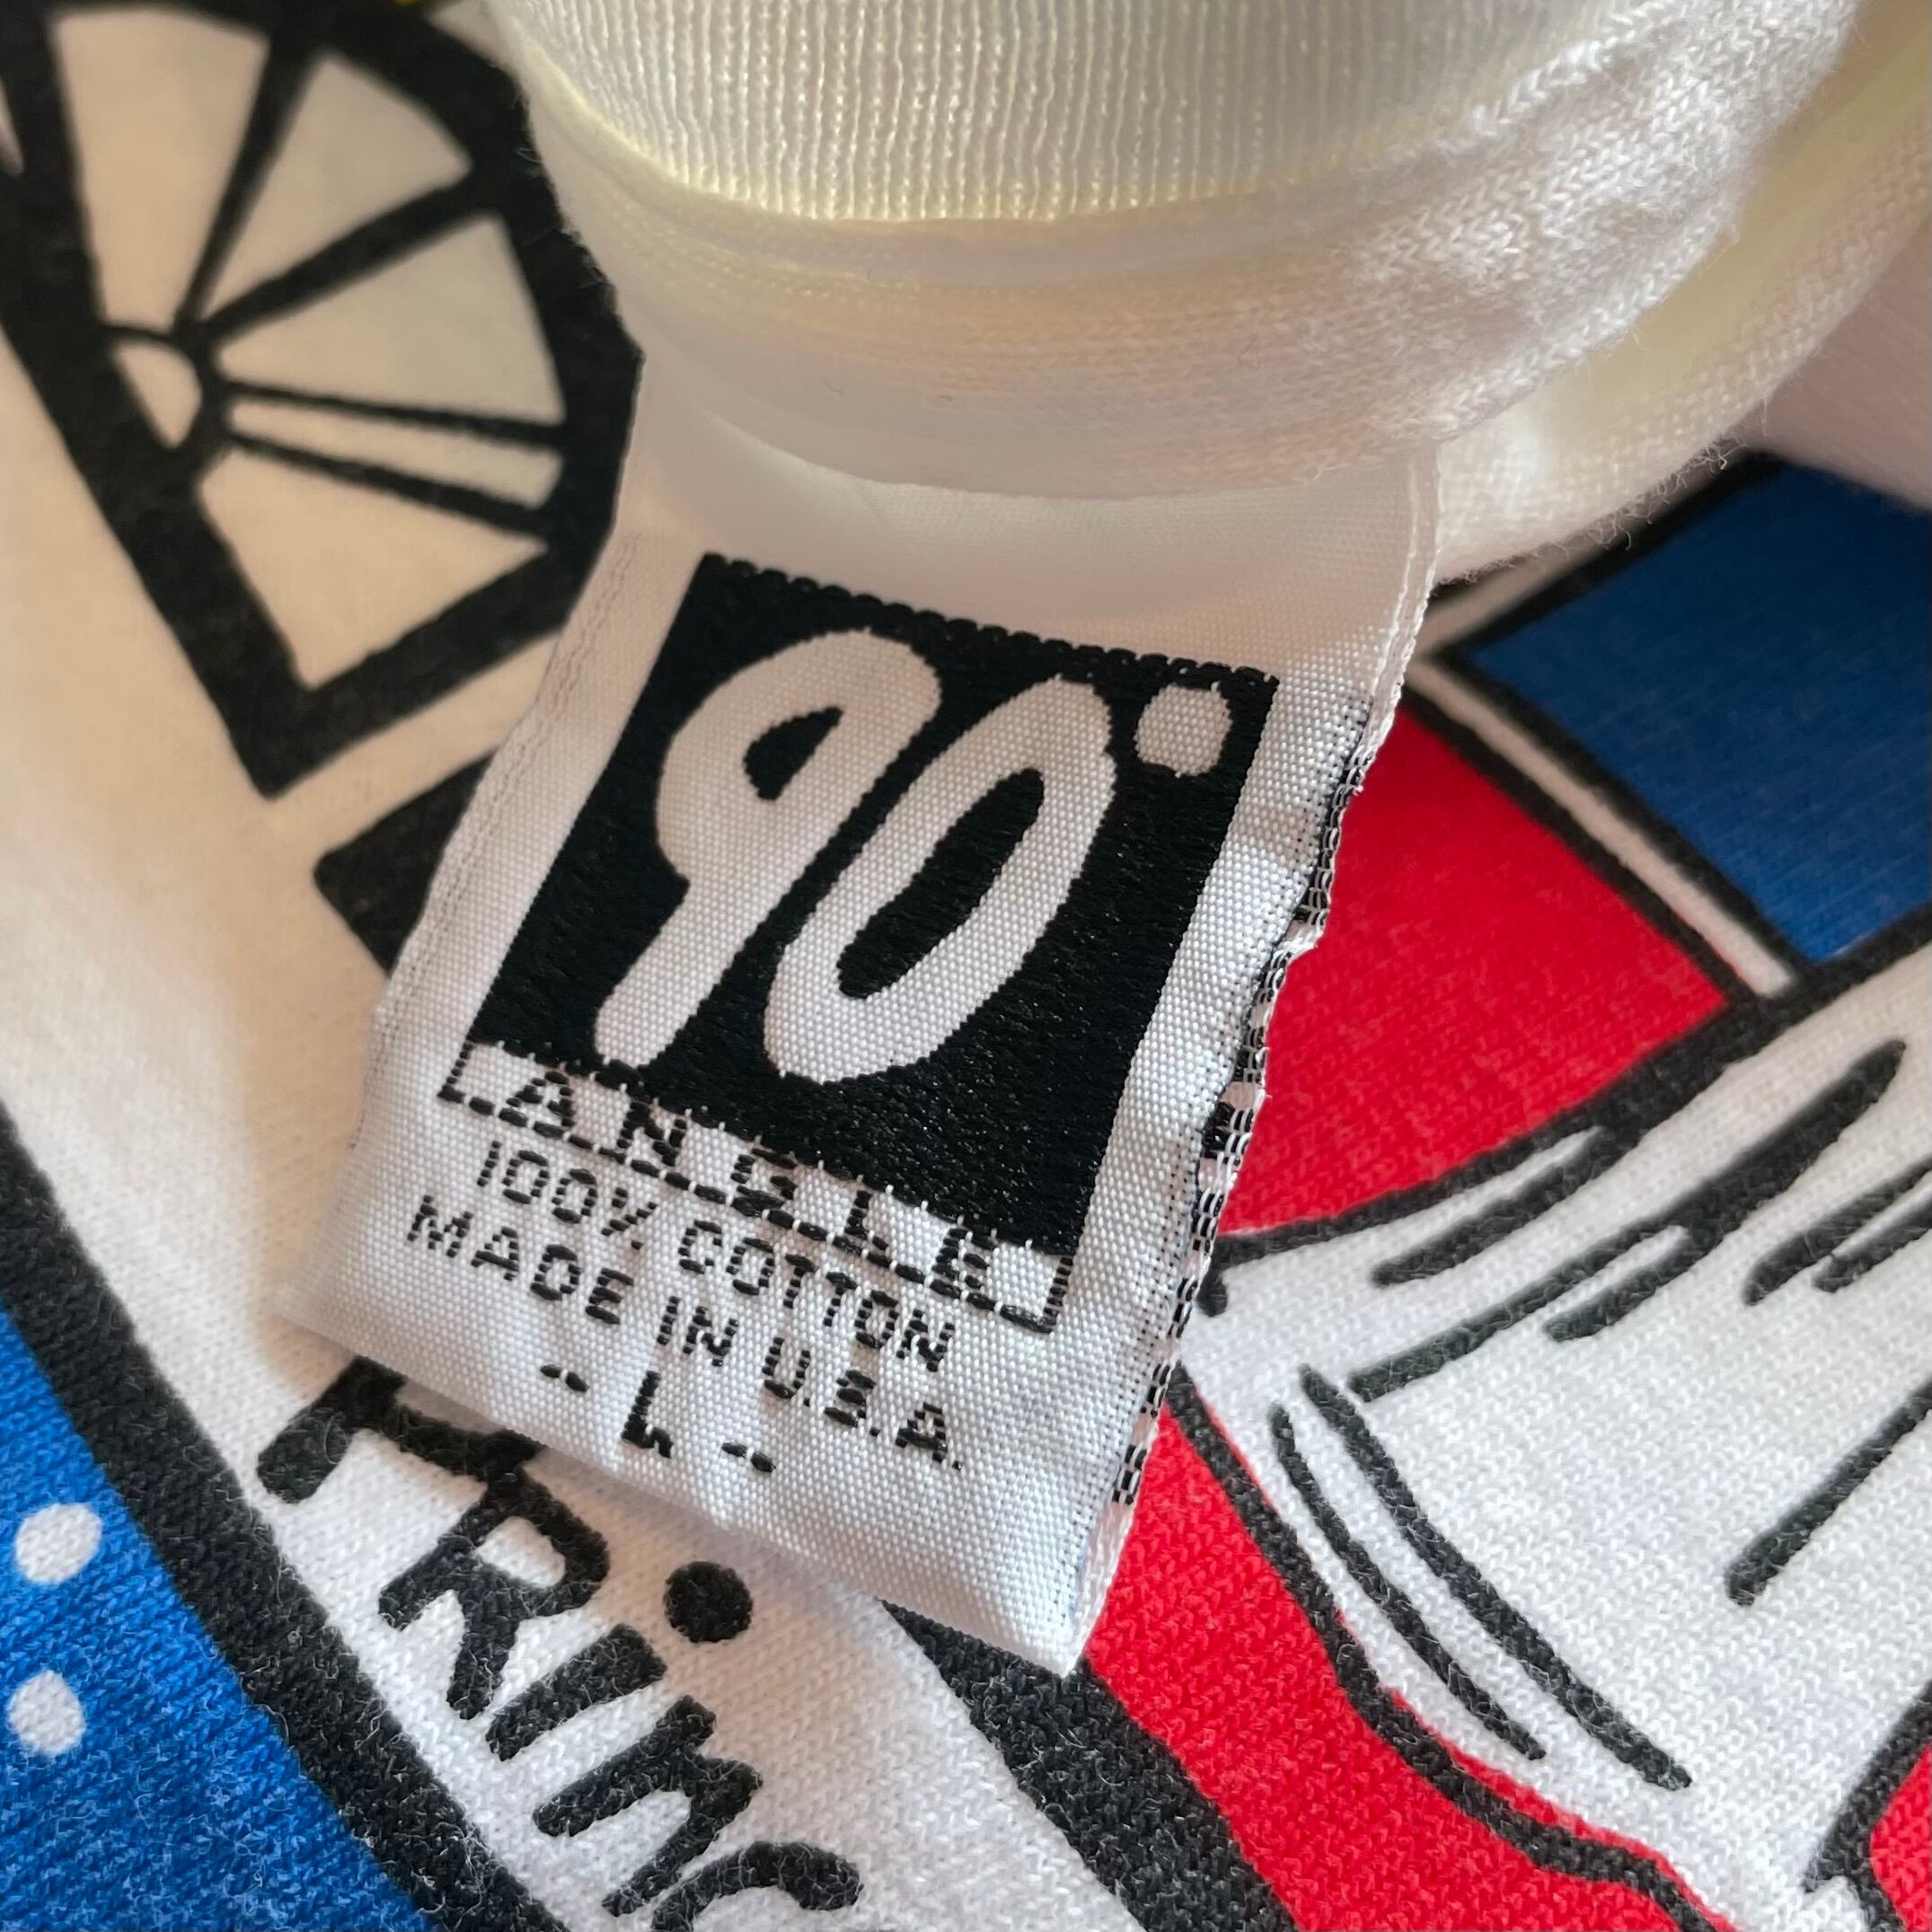 90°
ANGLE
100% COTTON
MADE IN U.S.A.
- L -